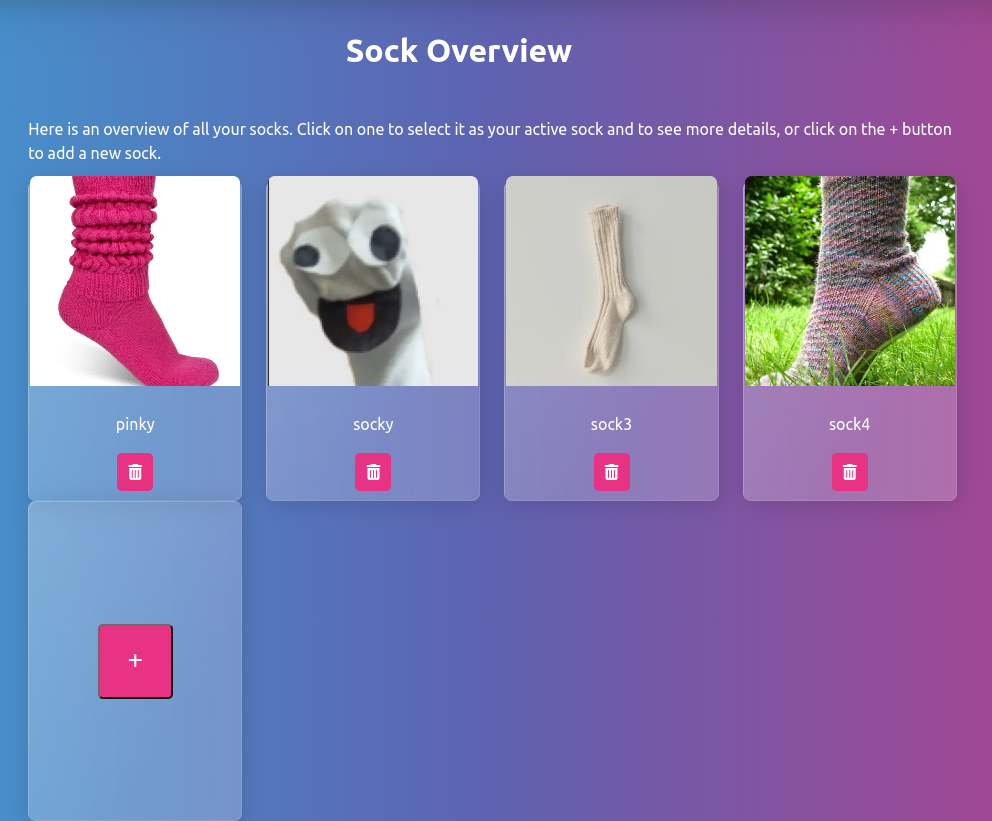 Sock Overview
Here is an overview of all your socks. Click on one to select it as your active sock and to see more details, or click on the + button
to add a new sock.
pinky
socky
sock3
sock4
+